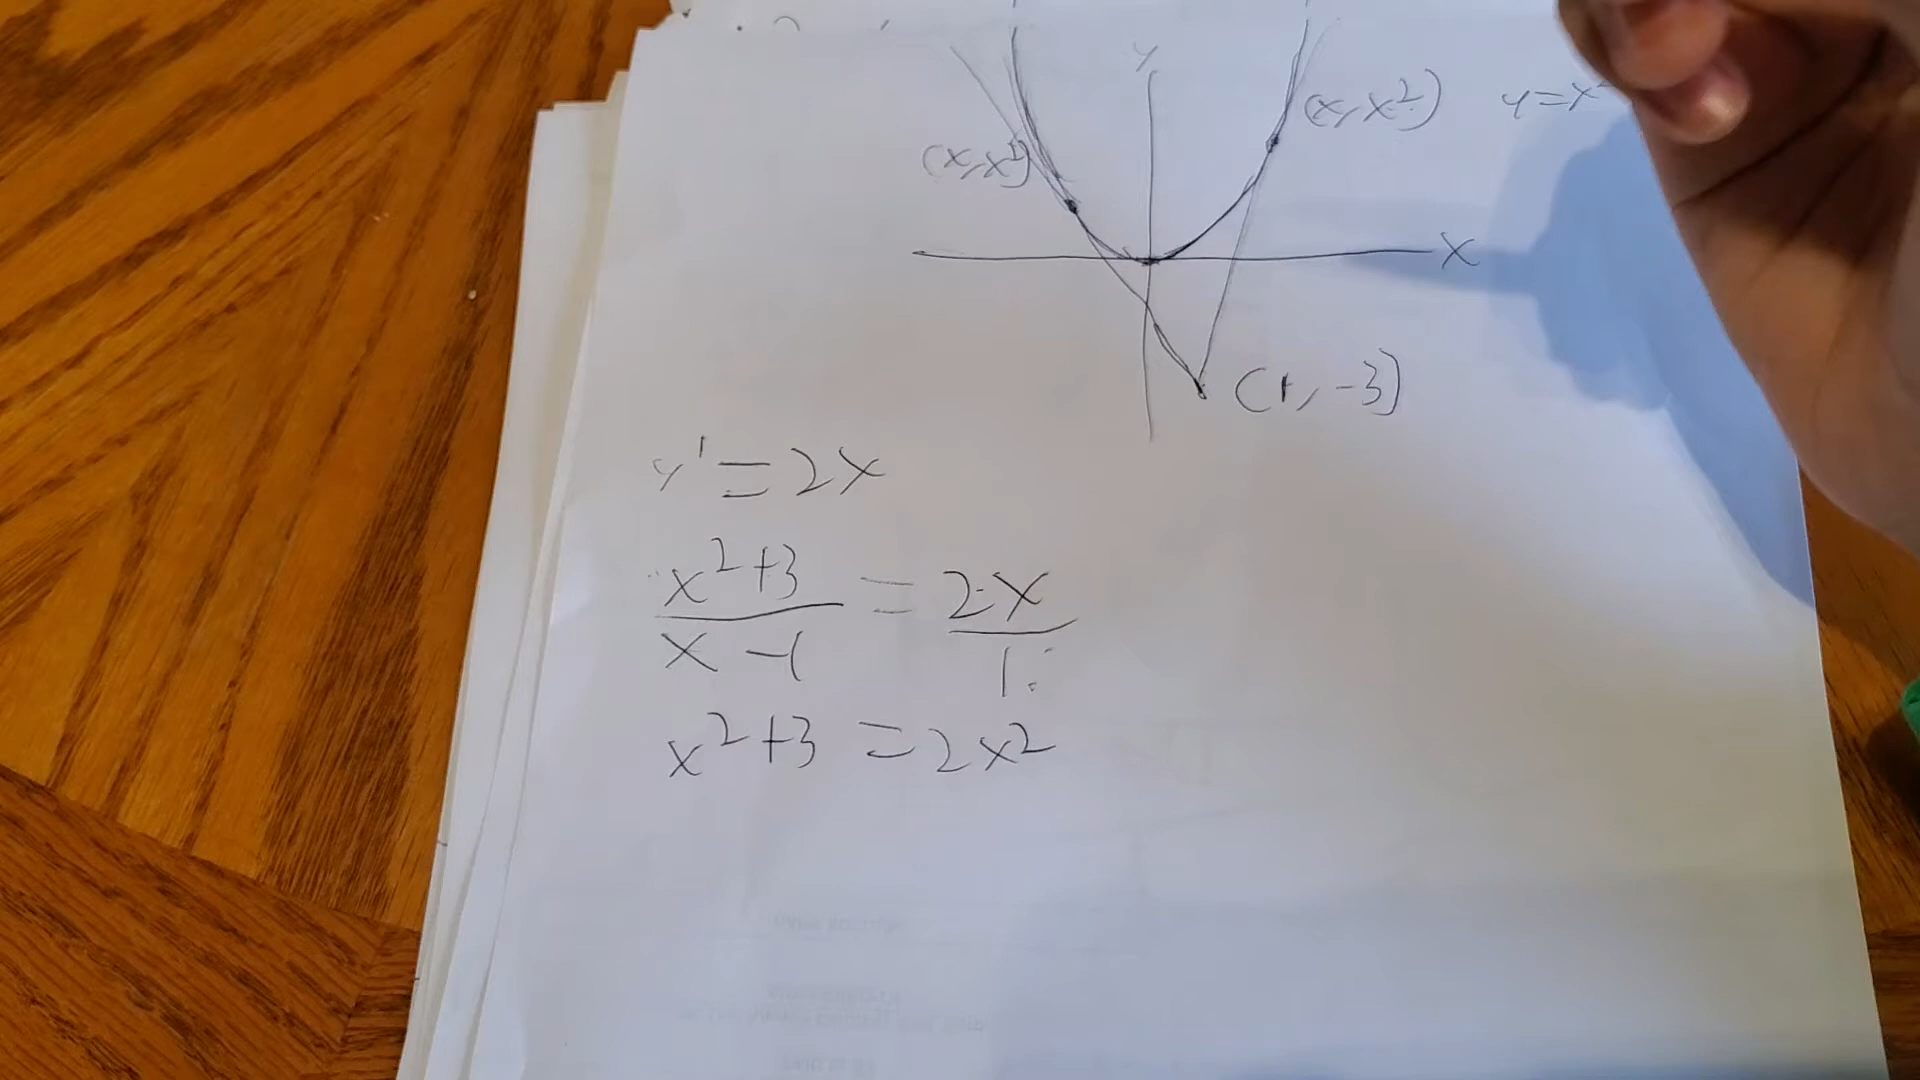 y
(x, x²) y=x²
(x, x²)
x
(1, -3)
y' = 2x
x²+3 / x-1 = 2x / 1
x²+3 = 2x²